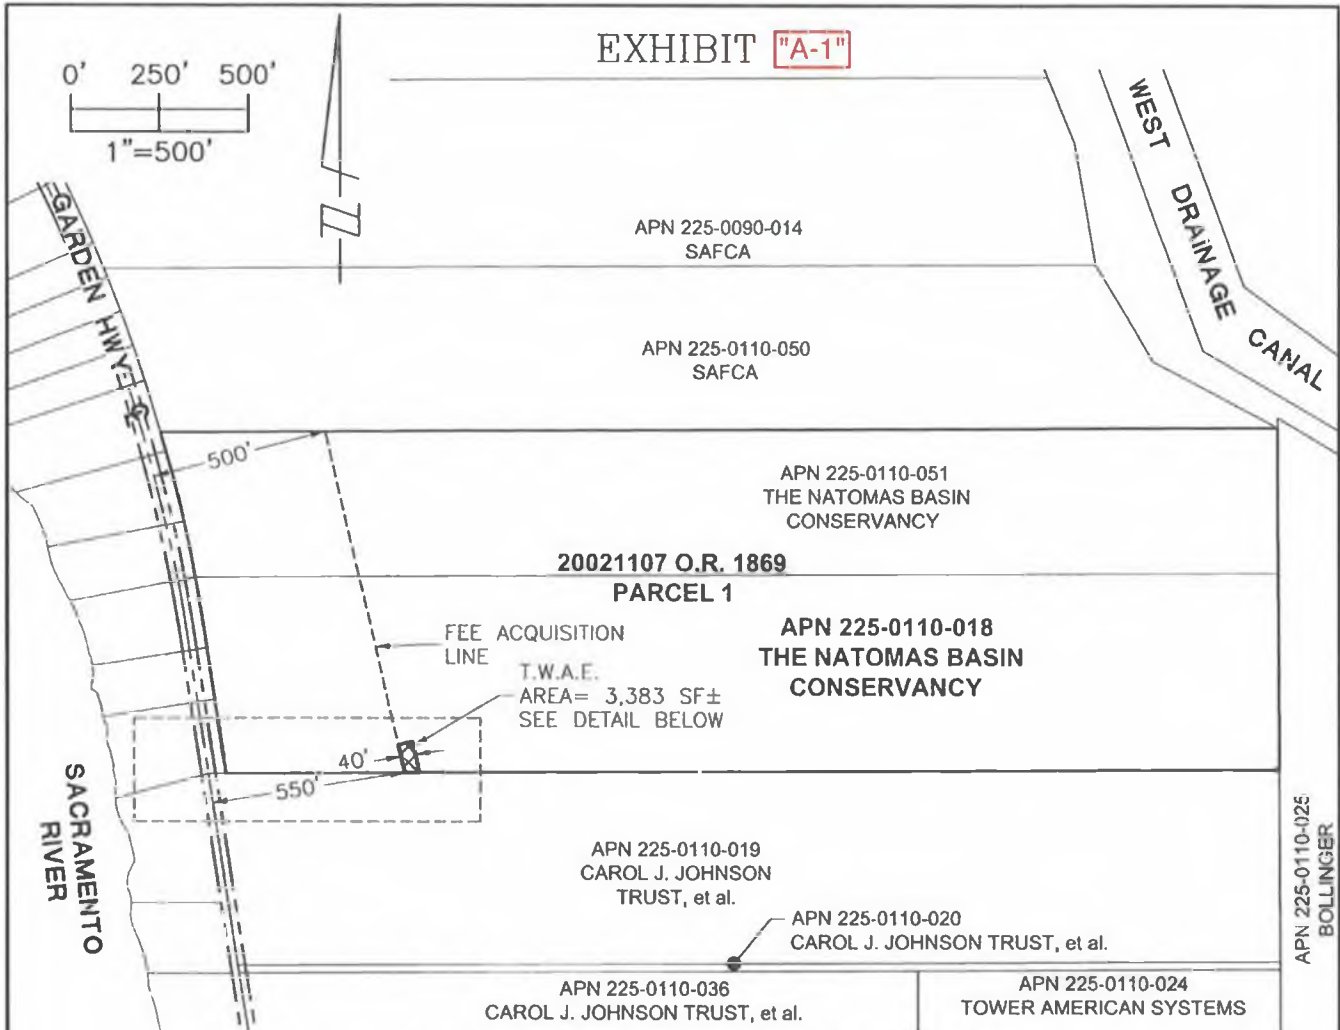 EXHIBIT "A-1"
0' 250' 500'
1"=500'
N
WEST DRAINAGE CANAL
GARDEN HWY
APN 225-0090-014
SAFCA
APN 225-0110-050
SAFCA
500'
APN 225-0110-051
THE NATOMAS BASIN
CONSERVANCY
20021107 O.R. 1869
PARCEL 1
APN 225-0110-018
THE NATOMAS BASIN
CONSERVANCY
FEE ACQUISITION
LINE
T.W.A.E.
AREA= 3,383 SF±
SEE DETAIL BELOW
40'
550'
SACRAMENTO
RIVER
APN 225-0110-019
CAROL J. JOHNSON
TRUST, et al.
APN 225-0110-020
CAROL J. JOHNSON TRUST, et al.
APN 225-0110-025
BOLLINGER
APN 225-0110-036
CAROL J. JOHNSON TRUST, et al.
APN 225-0110-024
TOWER AMERICAN SYSTEMS